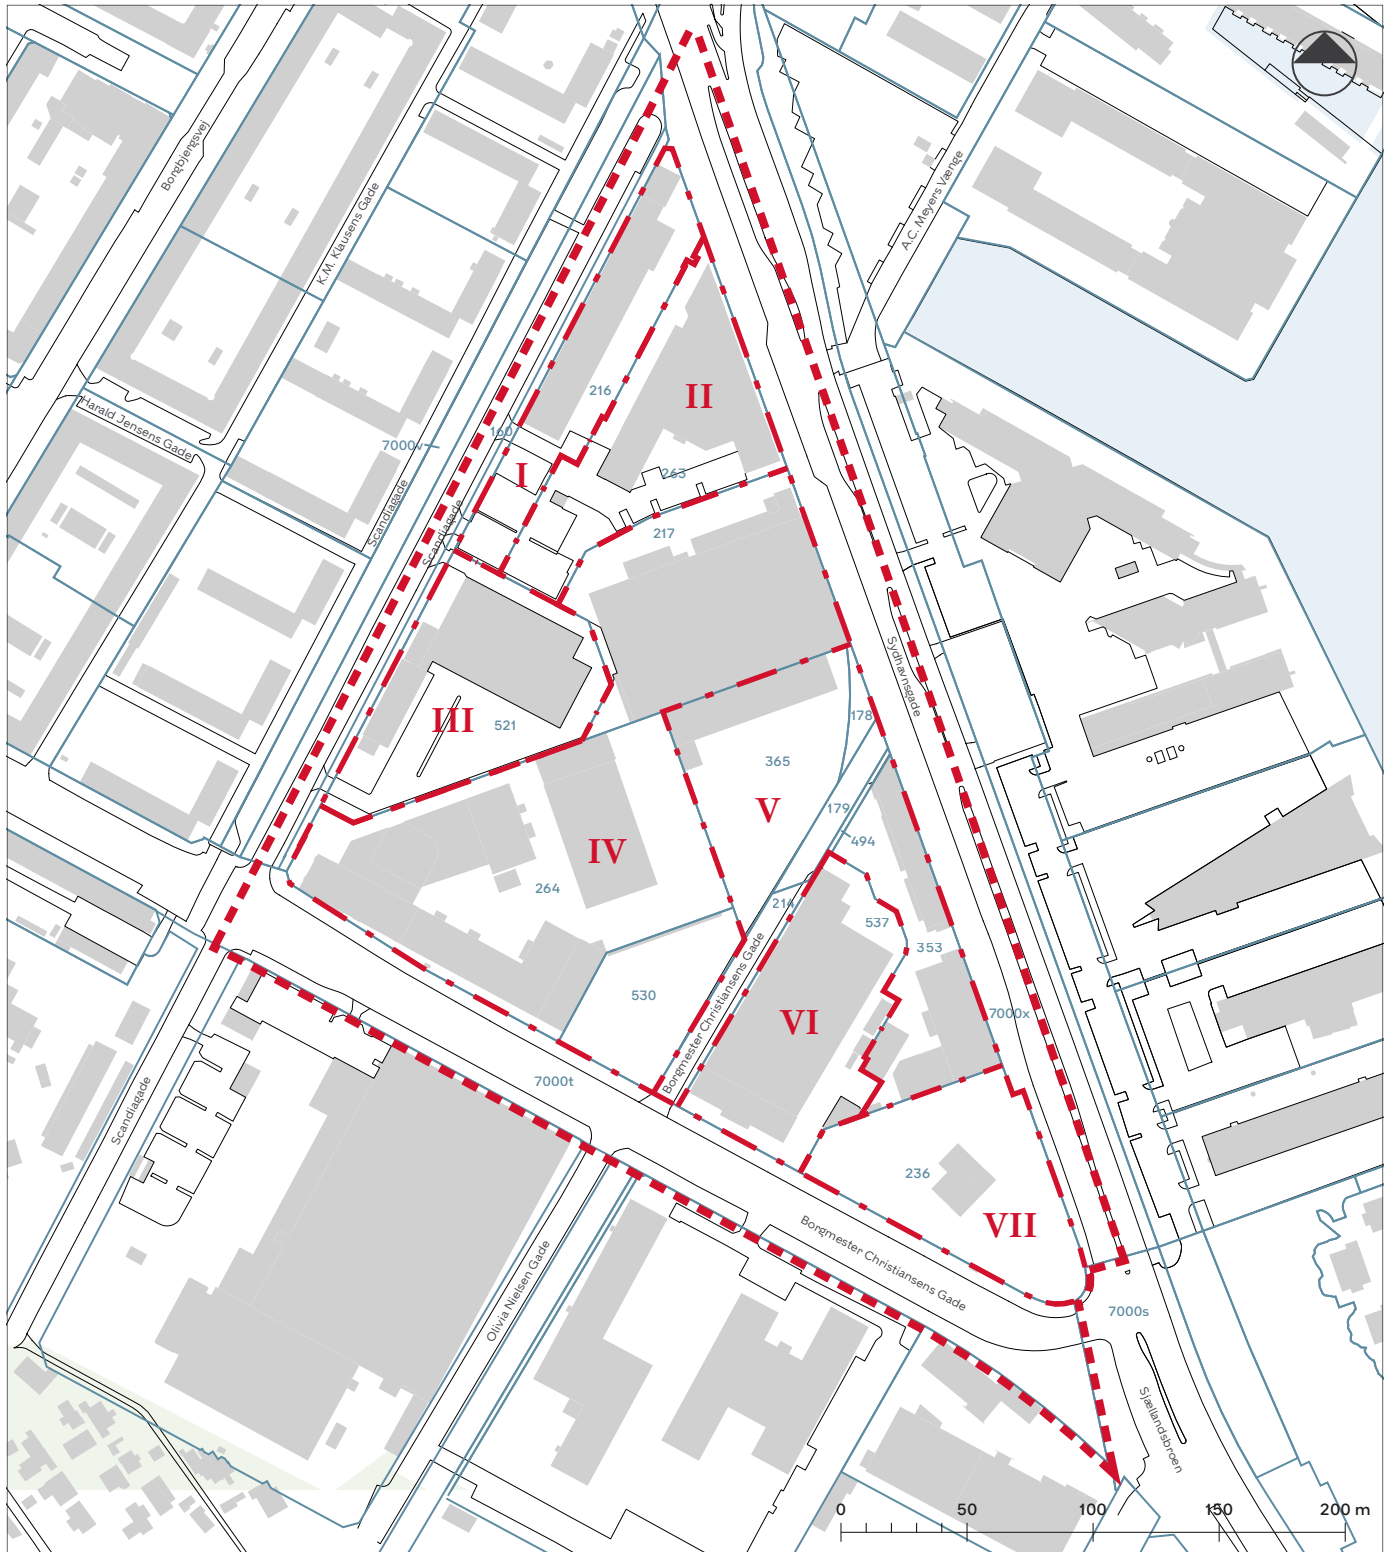 Borgbjergsvej
K.M. Klausens Gade
A.C. Meyers Vænge
Harald Jensens Gade
216
II
160
7000v
I
263
Scandiagade
Scandiagade
217
Sydhavnsgade
178
III
521
365
V
179
494
IV
264
214
537
353
Borgmester Christiansens Gade
530
VI
7000x
7000t
Scandiagade
236
VII
Borgmester Christiansens Gade
Olivia Nielsen Gade
7000s
Sjællandsbroen
0 50 100 150 200 m